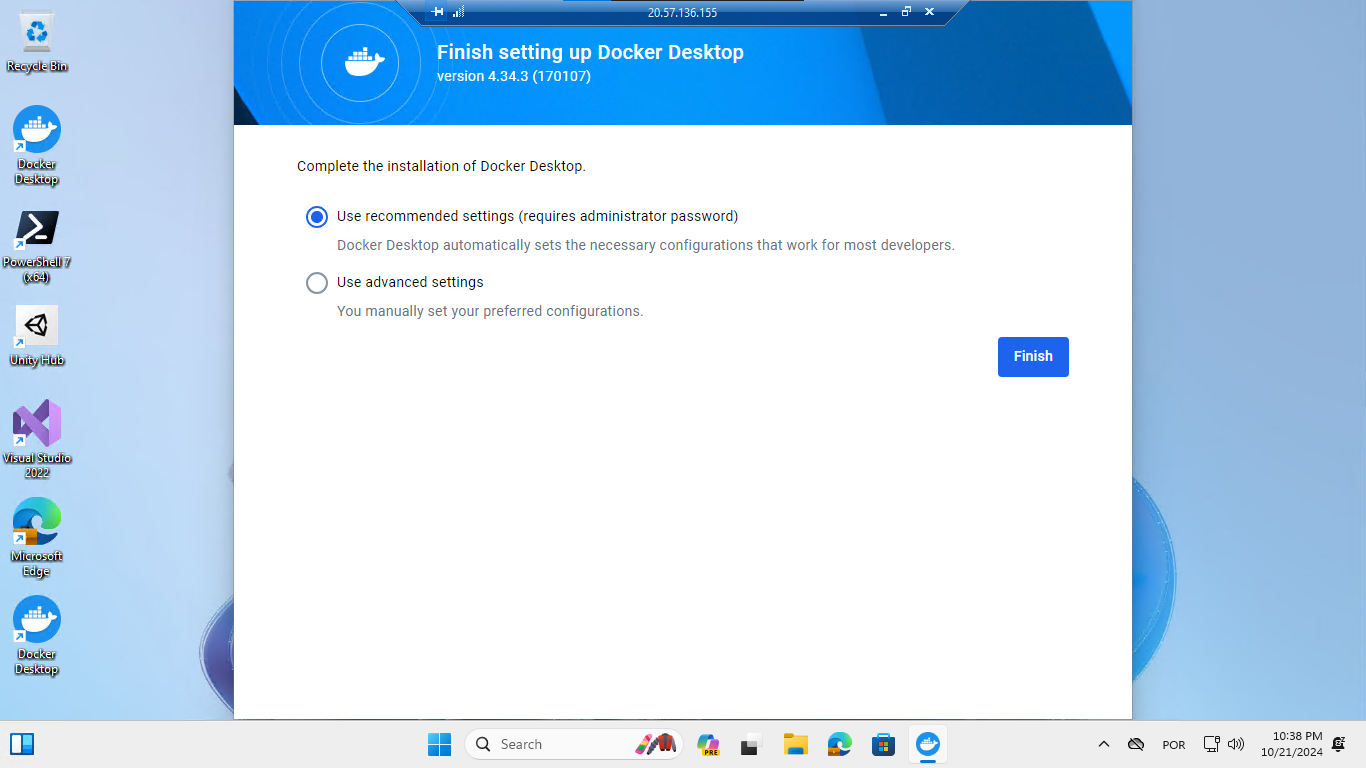 20.57.136.155
Finish setting up Docker Desktop
version 4.34.3 (170107)
Complete the installation of Docker Desktop.
Use recommended settings (requires administrator password)
Docker Desktop automatically sets the necessary configurations that work for most developers.
Use advanced settings
You manually set your preferred configurations.
Finish
Recycle Bin
Docker
Desktop
PowerShell 7
(x64)
Unity Hub
Visual Studio
2022
Microsoft
Edge
Docker
Desktop
Search
PRE
POR
10:38 PM
10/21/2024